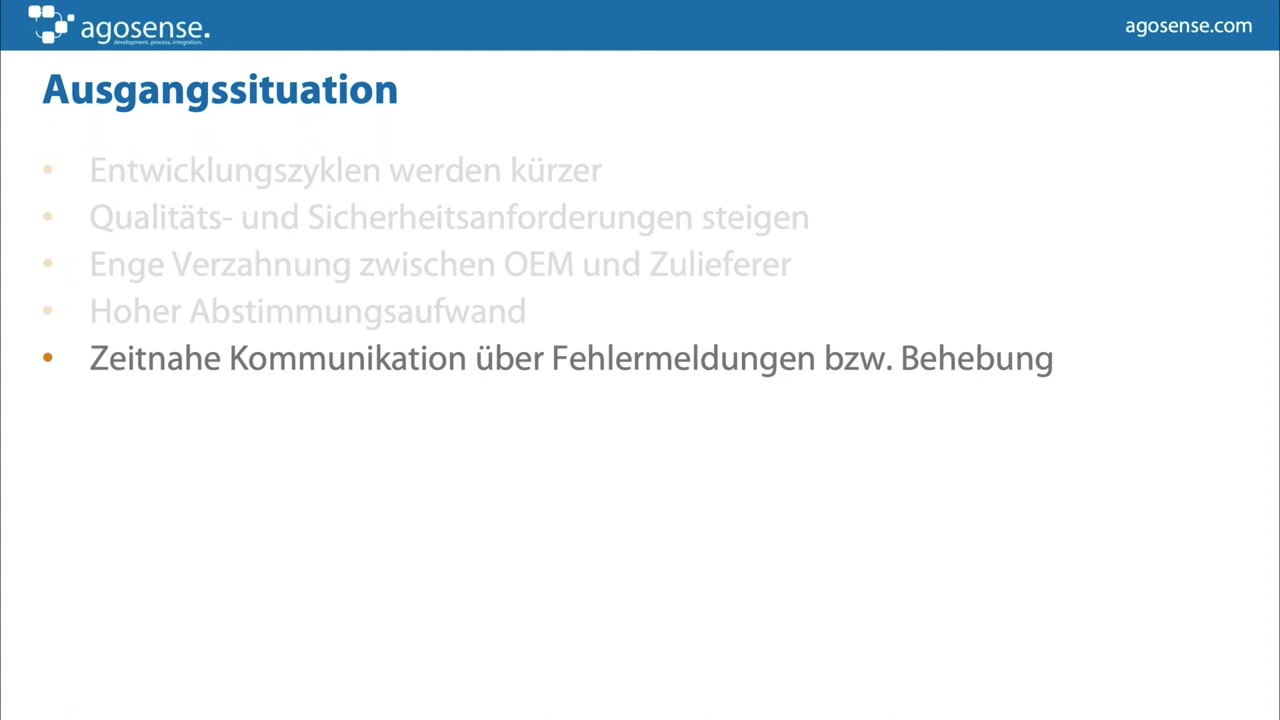 agosense.
development. process. integration.
agosense.com
Ausgangssituation
• Entwicklungszyklen werden kürzer
• Qualitäts- und Sicherheitsanforderungen steigen
• Enge Verzahnung zwischen OEM und Zulieferer
• Hoher Abstimmungsaufwand
• Zeitnahe Kommunikation über Fehlermeldungen bzw. Behebung